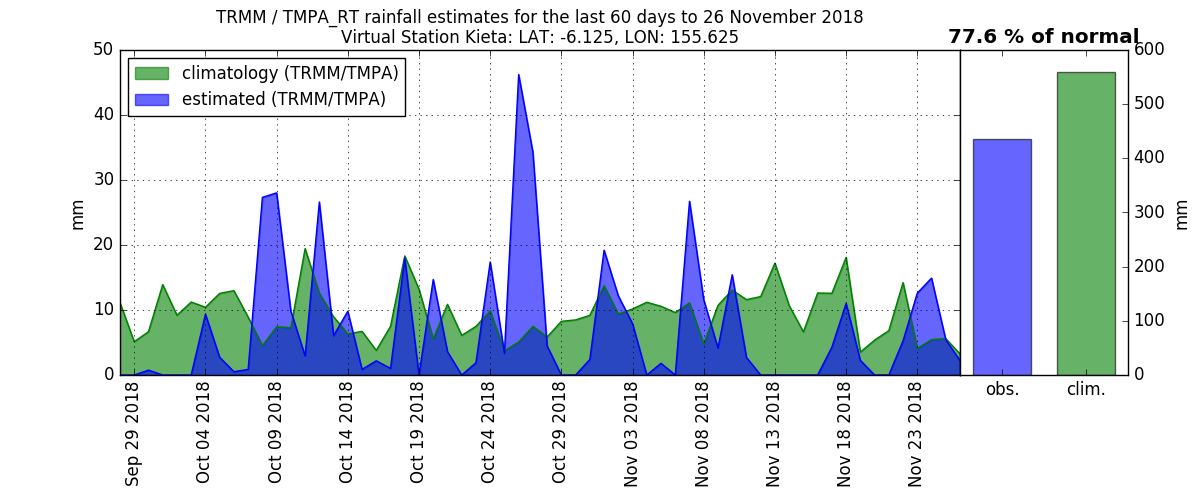 TRMM / TMPA_RT rainfall estimates for the last 60 days to 26 November 2018
Virtual Station Kieta: LAT: -6.125, LON: 155.625
77.6 % of normal
climatology (TRMM/TMPA)
estimated (TRMM/TMPA)
50
40
30
20
10
0
mm
Sep 29 2018
Oct 04 2018
Oct 09 2018
Oct 14 2018
Oct 19 2018
Oct 24 2018
Oct 29 2018
Nov 03 2018
Nov 08 2018
Nov 13 2018
Nov 18 2018
Nov 23 2018
600
500
400
300
200
100
0
mm
obs.
clim.